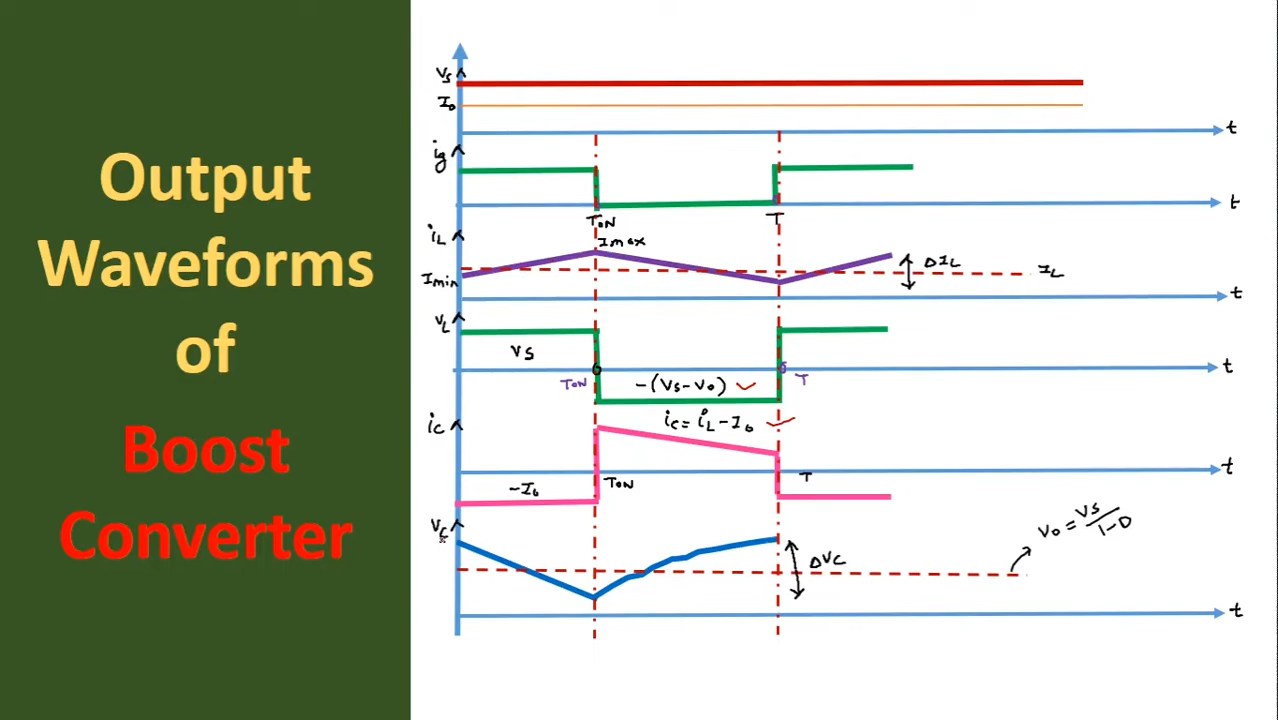 Output
Waveforms
of
Boost
Converter
Vs
Io
t
ig
t
TON
T
iL
Imax
Imin
ΔIL
IL
t
VL
VS
TON
-(Vs-Vo)
T
t
iC
iC = iL - Io
-Io
TON
T
t
VC
ΔVC
Vo = VS/1-D
t